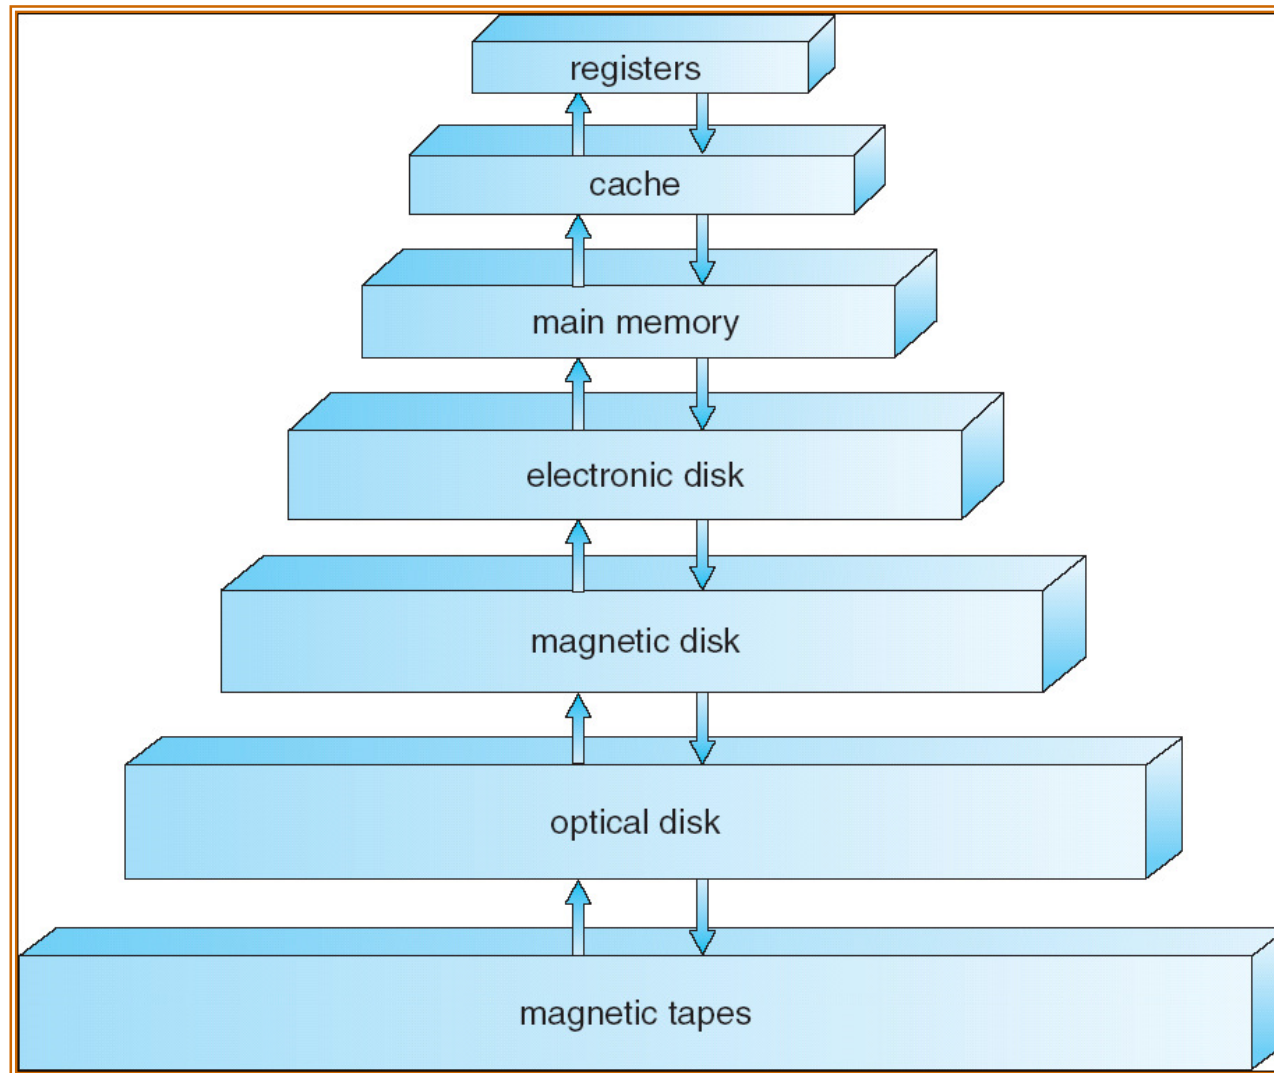 registers
cache
main memory
electronic disk
magnetic disk
optical disk
magnetic tapes